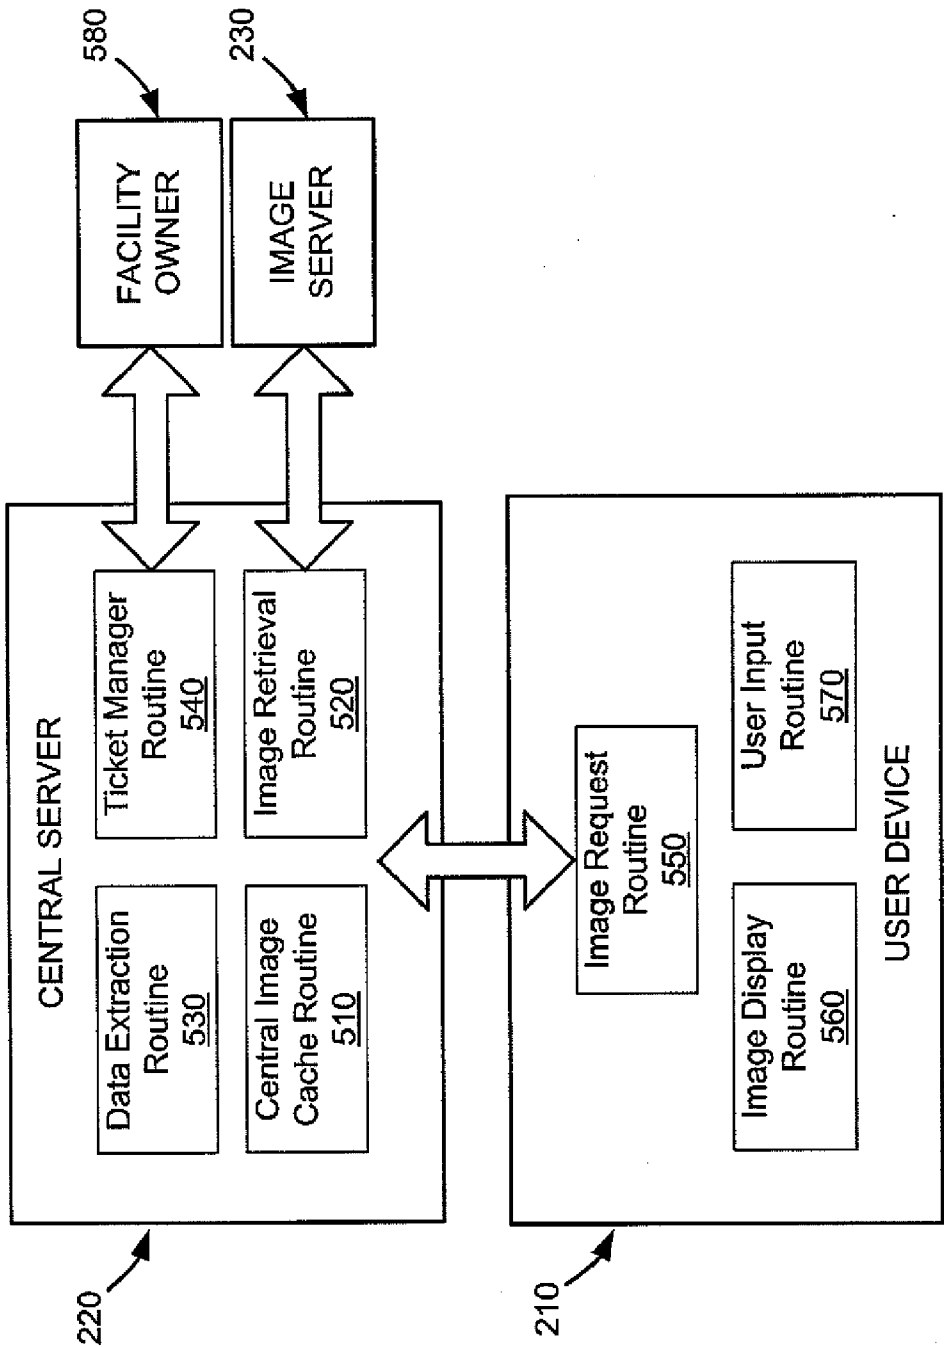 CENTRAL SERVER
220
Data Extraction
Routine
530
Ticket Manager
Routine
540
Central Image
Cache Routine
510
Image Retrieval
Routine
520
FACILITY
OWNER
580
IMAGE
SERVER
230
210
Image Request
Routine
550
Image Display
Routine
560
User Input
Routine
570
USER DEVICE